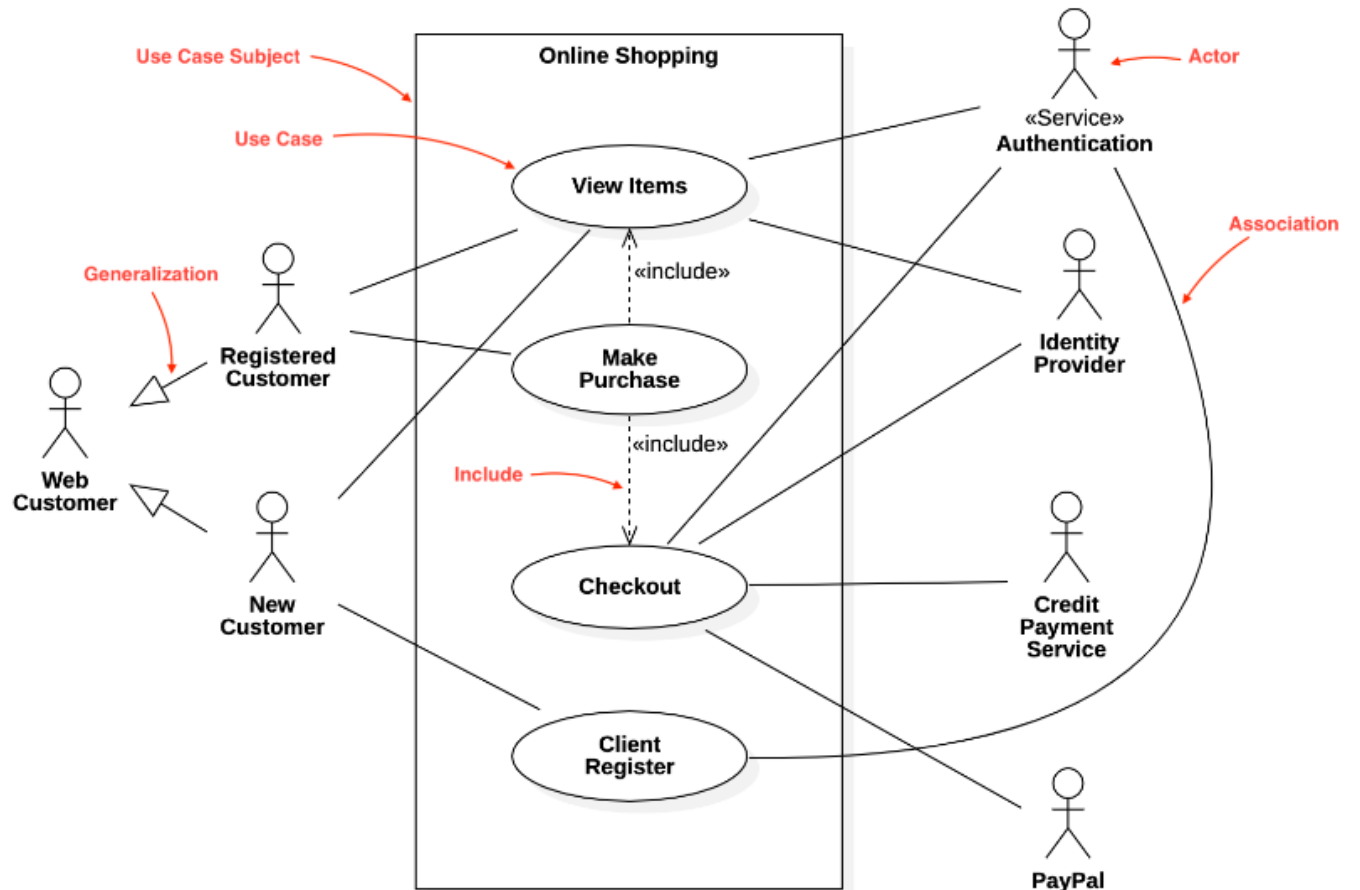 Use Case Subject
Online Shopping
Actor
«Service»
Authentication
Use Case
View Items
Association
Generalization
«include»
Registered
Customer
Make
Purchase
Identity
Provider
Web
Customer
«include»
Include
New
Customer
Checkout
Credit
Payment
Service
Client
Register
PayPal